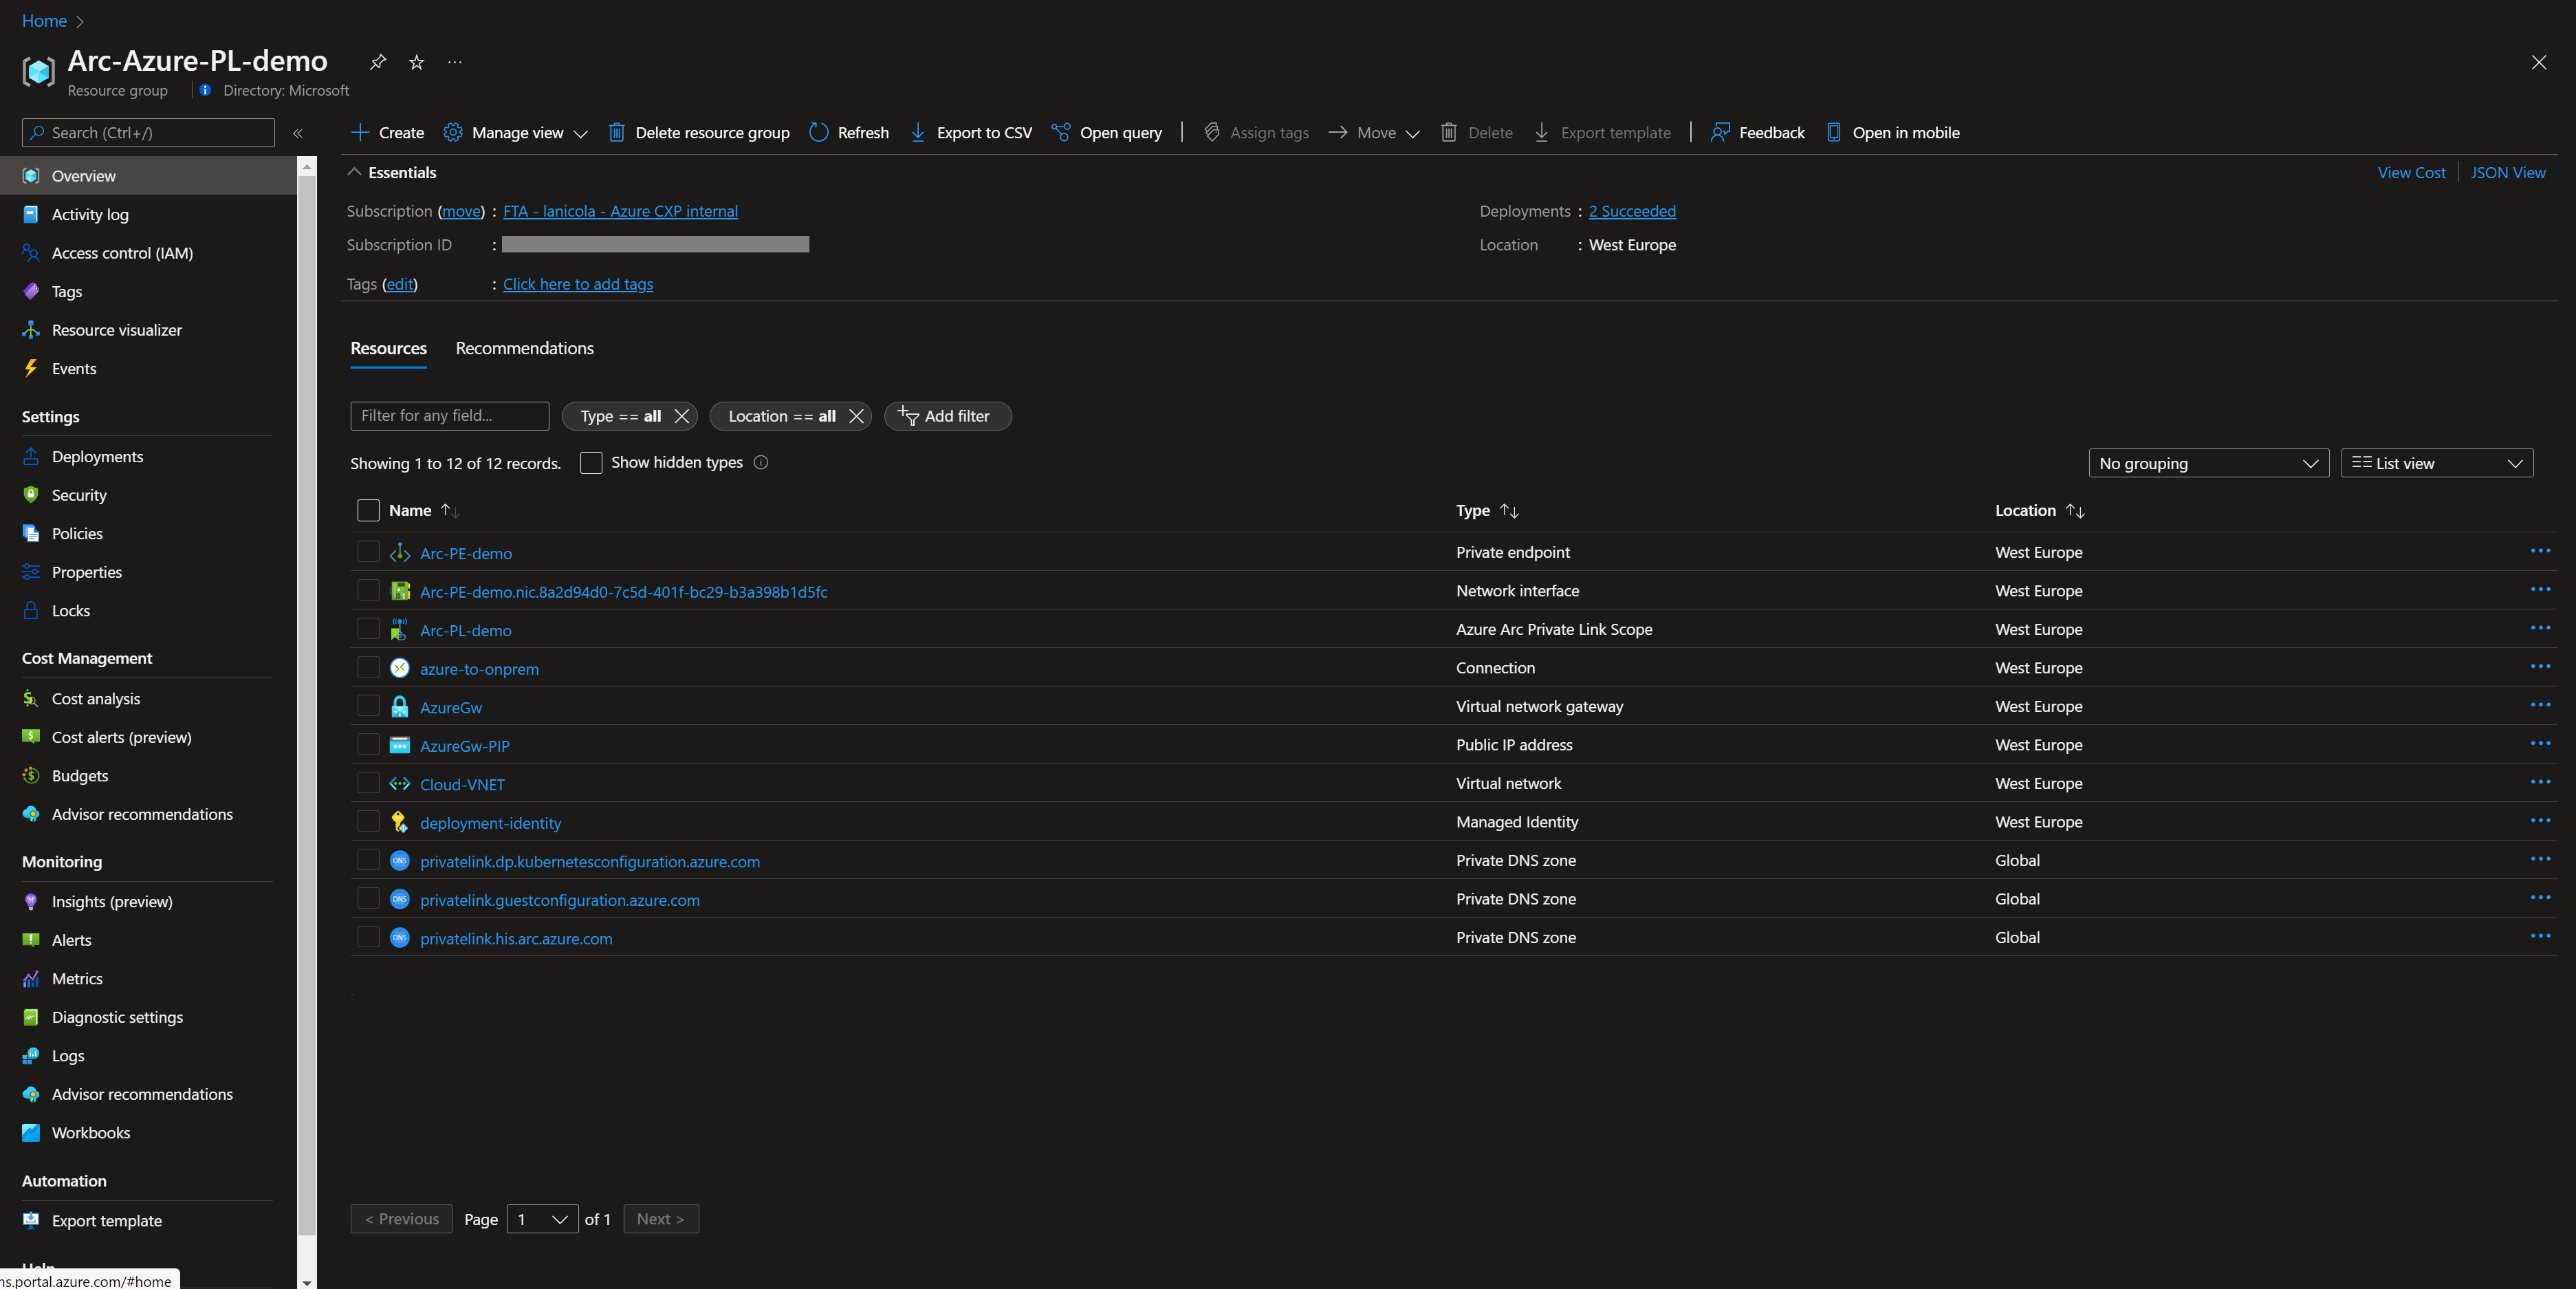 Home >
Arc-Azure-PL-demo
Resource group
Directory: Microsoft
Search (Ctrl+/)
«
Create
Manage view
Delete resource group
Refresh
Export to CSV
Open query
Assign tags
Move
Delete
Export template
Feedback
Open in mobile
Overview
Activity log
Access control (IAM)
Tags
Resource visualizer
Events
Settings
Deployments
Security
Policies
Properties
Locks
Cost Management
Cost analysis
Cost alerts (preview)
Budgets
Advisor recommendations
Monitoring
Insights (preview)
Alerts
Metrics
Diagnostic settings
Logs
Advisor recommendations
Workbooks
Automation
Export template
Help
ns.portal.azure.com/#home
Essentials
View Cost
JSON View
Subscription (move) : FTA - lanicola - Azure CXP internal
Deployments : 2 Succeeded
Subscription ID :
Location : West Europe
Tags (edit) : Click here to add tags
Resources
Recommendations
Filter for any field...
Type == all
Location == all
Add filter
Showing 1 to 12 of 12 records.
Show hidden types
No grouping
List view
Name Type Location
Arc-PE-demo Private endpoint West Europe
Arc-PE-demo.nic.8a2d94d0-7c5d-401f-bc29-b3a398b1d5fc Network interface West Europe
Arc-PL-demo Azure Arc Private Link Scope West Europe
azure-to-onprem Connection West Europe
AzureGw Virtual network gateway West Europe
AzureGw-PIP Public IP address West Europe
Cloud-VNET Virtual network West Europe
deployment-identity Managed Identity West Europe
privatelink.dp.kubernetesconfiguration.azure.com Private DNS zone Global
privatelink.guestconfiguration.azure.com Private DNS zone Global
privatelink.his.arc.azure.com Private DNS zone Global
< Previous Page 1 of 1 Next >